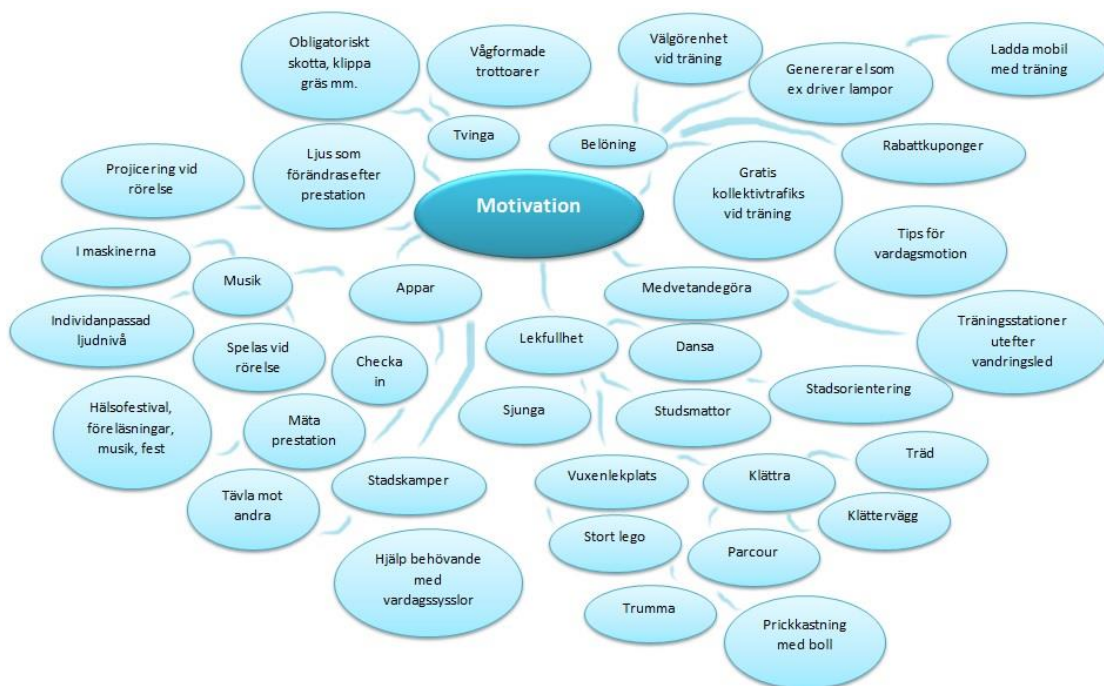 Obligatoriskt
skotta, klippa
gräs mm.
Vågformade
trottoarer
Välgörenhet
vid träning
Genererar el som
ex driver lampor
Ladda mobil
med träning
Tvinga
Belöning
Rabattkuponger
Projicering vid
rörelse
Ljus som
förändras efter
prestation
Motivation
Gratis
kollektivtrafiks
vid träning
Tips för
vardagsmotion
I maskinerna
Musik
Appar
Medvetandegöra
Individanpassad
ljudnivå
Spelas vid
rörelse
Checka
in
Lekfullhet
Dansa
Träningsstationer
utefter
vandringsled
Stadsorientering
Hälsofestival,
föreläsningar,
musik, fest
Mäta
prestation
Sjunga
Studsmattor
Tävla mot
andra
Stadskamper
Vuxenlekplats
Klättra
Träd
Klättervägg
Stort lego
Parcour
Hjälp behövande
med
vardagssysslor
Trumma
Prickkastning
med boll